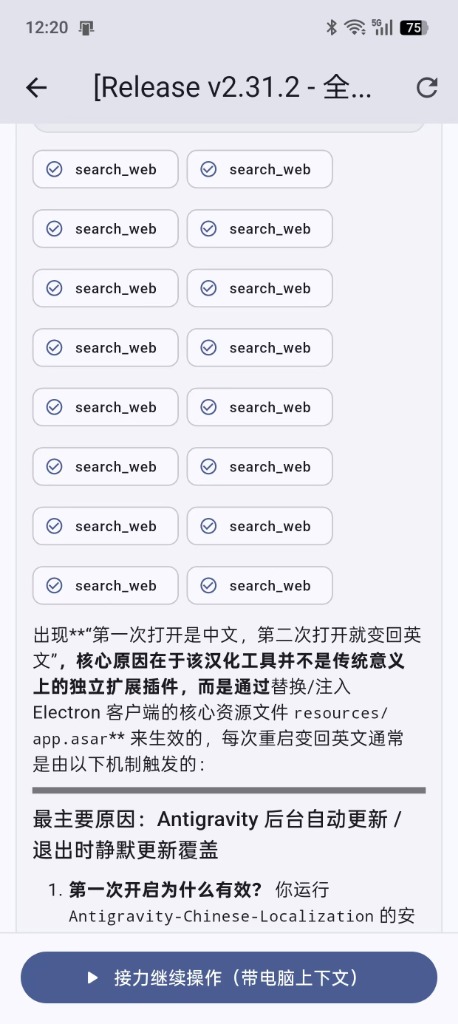 12:20 5G 75
[Release v2.31.2 - 全...
search_web search_web
search_web search_web
search_web search_web
search_web search_web
search_web search_web
search_web search_web
search_web search_web
search_web search_web
出现**“第一次打开是中文，第二次打开就变回英
文”，核心原因在于该汉化工具并不是传统意义
上的独立扩展插件，而是通过替换/注入
Electron 客户端的核心资源文件 resources/
app.asar** 来生效的，每次重启变回英文通常
是由以下机制触发的：
最主要原因：Antigravity 后台自动更新 /
退出时静默更新覆盖
1. 第一次开启为什么有效？ 你运行
Antigravity-Chinese-Localization 的安
接力继续操作（带电脑上下文）